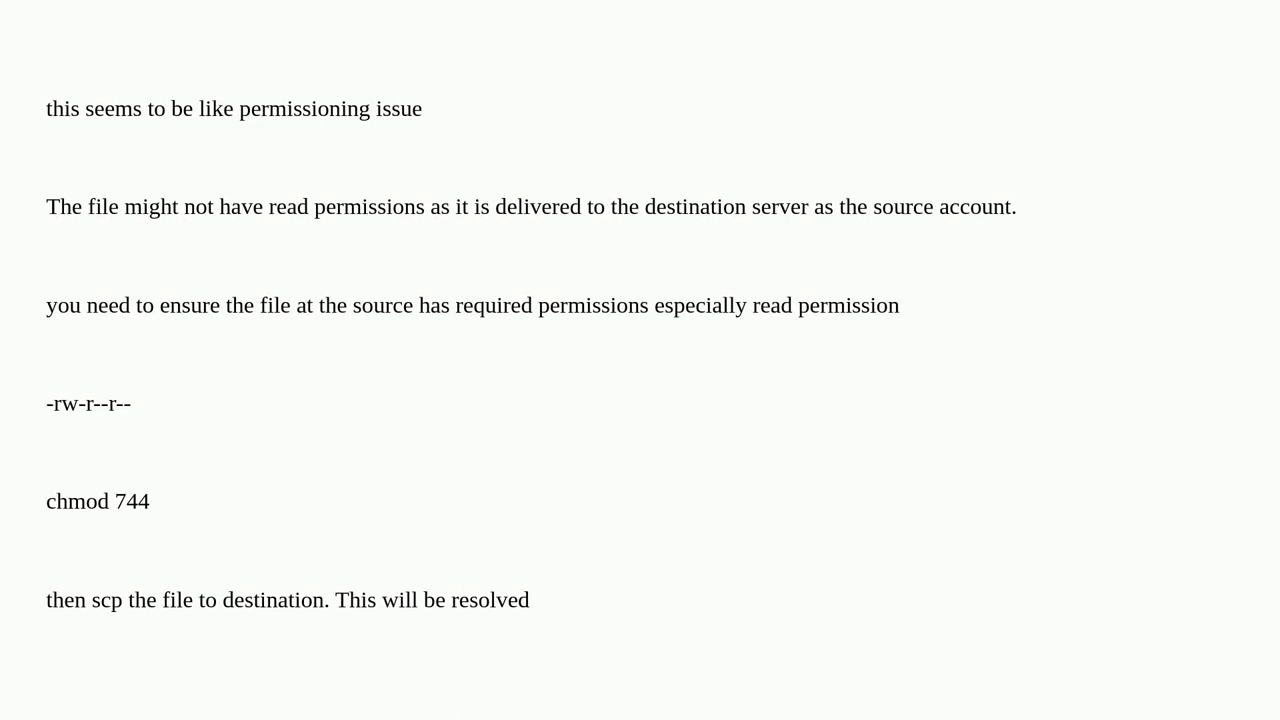 this seems to be like permissioning issue
The file might not have read permissions as it is delivered to the destination server as the source account.
you need to ensure the file at the source has required permissions especially read permission
-rw-r--r--
chmod 744
then scp the file to destination. This will be resolved